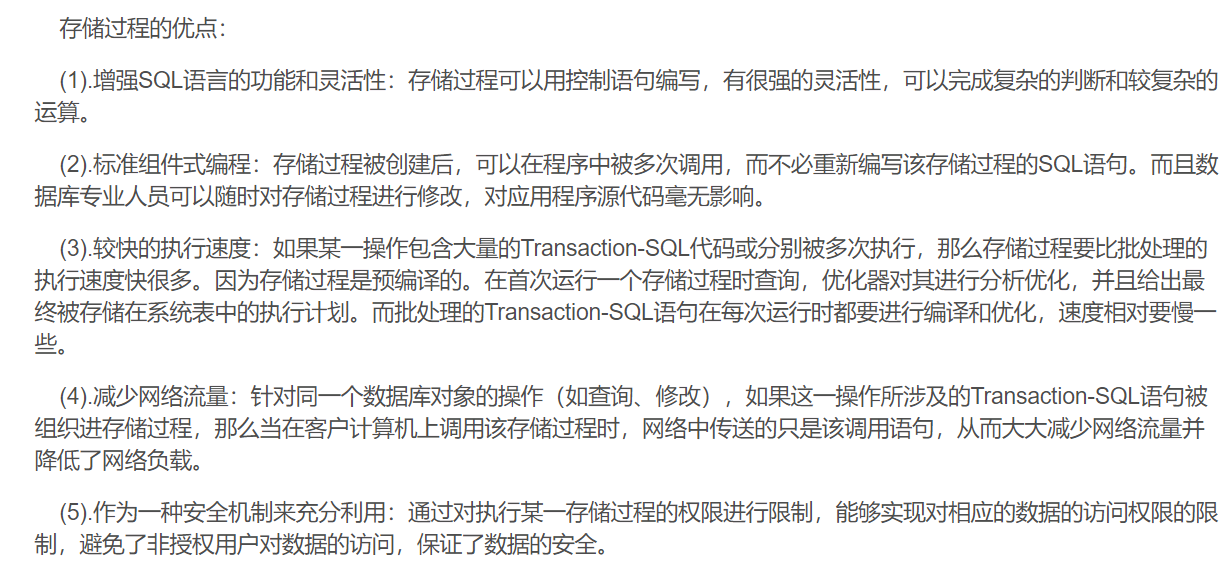 存储过程的优点：
(1).增强SQL语言的功能和灵活性：存储过程可以用控制语句编写，有很强的灵活性，可以完成复杂的判断和较复杂的
运算。
(2).标准组件式编程：存储过程被创建后，可以在程序中被多次调用，而不必重新编写该存储过程的SQL语句。而且数
据库专业人员可以随时对存储过程进行修改，对应用程序源代码毫无影响。
(3).较快的执行速度：如果某一操作包含大量的Transaction-SQL代码或分别被多次执行，那么存储过程要比批处理的
执行速度快很多。因为存储过程是预编译的。在首次运行一个存储过程时查询，优化器对其进行分析优化，并且给出最
终被存储在系统表中的执行计划。而批处理的Transaction-SQL语句在每次运行时都要进行编译和优化，速度相对要慢一
些。
(4).减少网络流量：针对同一个数据库对象的操作（如查询、修改），如果这一操作所涉及的Transaction-SQL语句被
组织进存储过程，那么当在客户计算机上调用该存储过程时，网络中传送的只是该调用语句，从而大大减少网络流量并
降低了网络负载。
(5).作为一种安全机制来充分利用：通过对执行某一存储过程的权限进行限制，能够实现对相应的数据的访问权限的限
制，避免了非授权用户对数据的访问，保证了数据的安全。